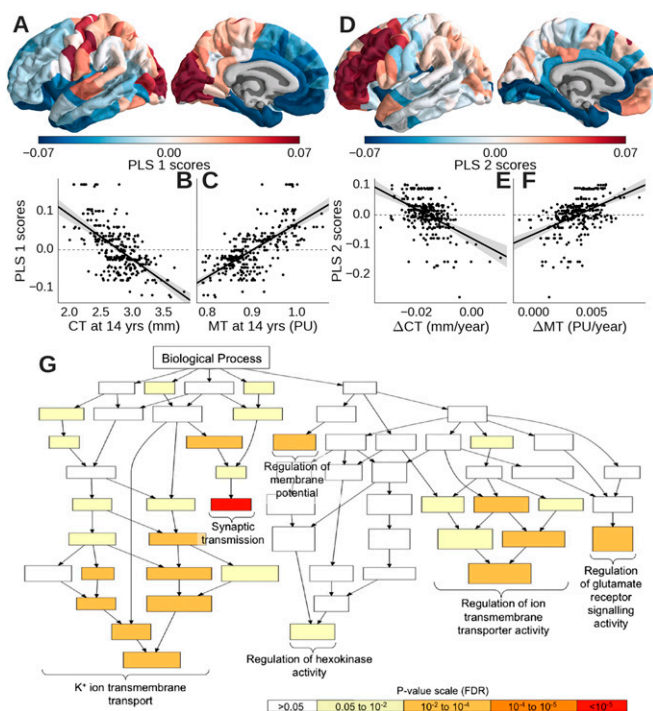 A
D
−0.07
0.00
0.07
PLS 1 scores
−0.07
0.00
0.07
PLS 2 scores
B
C
PLS 1 scores
0.1
0.0
−0.1
2.0
2.5
3.0
3.5
CT at 14 yrs (mm)
0.8
0.9
1.0
MT at 14 yrs (PU)
E
F
PLS 2 scores
0.1
0.0
−0.1
−0.2
−0.02
0.00
ΔCT (mm/year)
0.000
0.005
ΔMT (PU/year)
G
Biological Process
Regulation of
membrane
potential
Synaptic
transmission
Regulation of ion
transmembrane
transporter activity
Regulation
of glutamate
receptor
signalling
activity
Regulation of hexokinase
activity
K⁺ ion transmembrane
transport
P-value scale (FDR)
>0.05
0.05 to 10⁻²
10⁻² to 10⁻⁴
10⁻⁴ to 10⁻⁵
<10⁻⁵